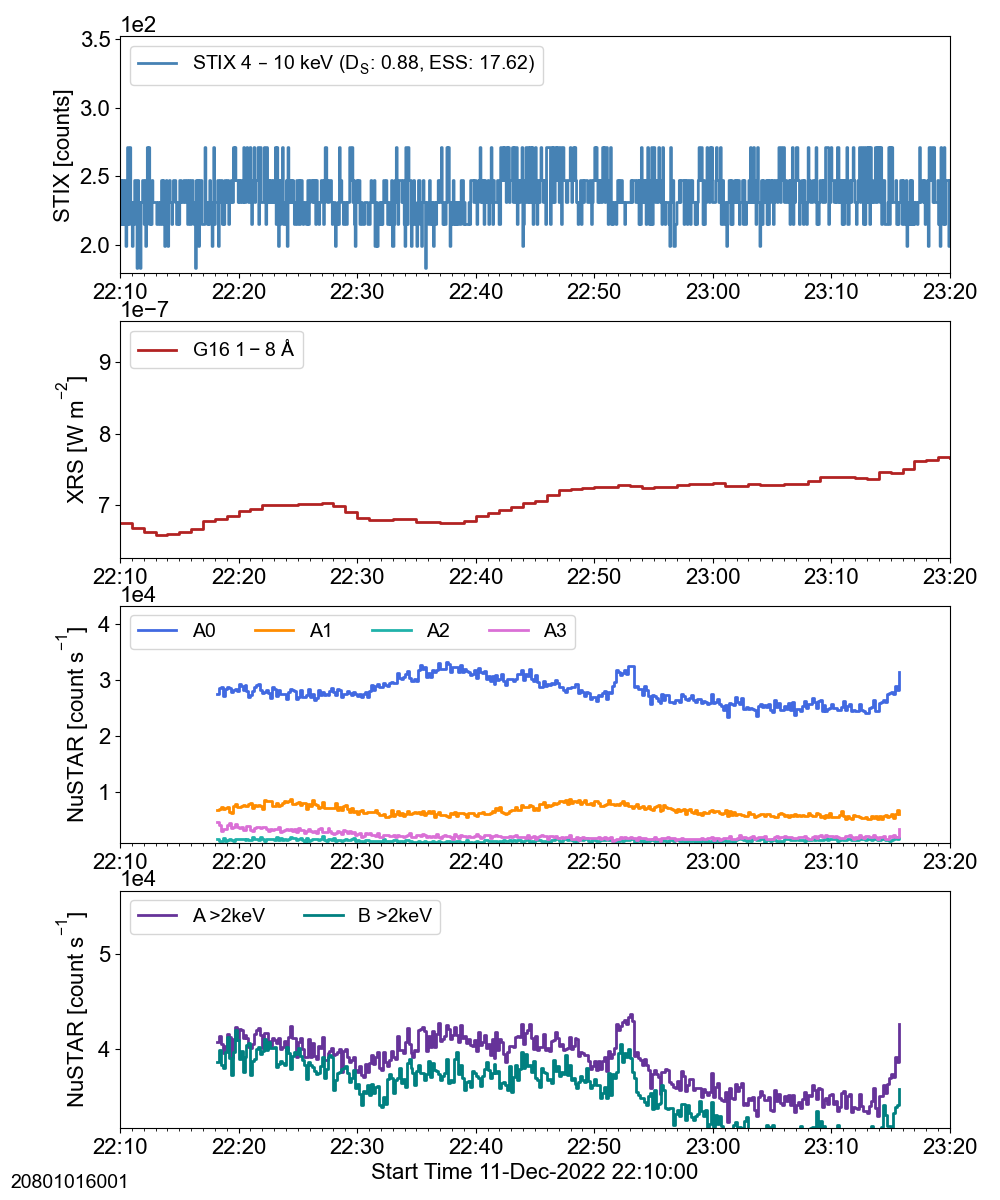 1e2
STIX 4 – 10 keV (D_S: 0.88, ESS: 17.62)
STIX [counts]
3.5
3.0
2.5
2.0
22:10 22:20 22:30 22:40 22:50 23:00 23:10 23:20
1e−7
G16 1 – 8 Å
XRS [W m⁻²]
9
8
7
22:10 22:20 22:30 22:40 22:50 23:00 23:10 23:20
1e4
A0 A1 A2 A3
NuSTAR [count s⁻¹]
4
3
2
1
22:10 22:20 22:30 22:40 22:50 23:00 23:10 23:20
1e4
A >2keV B >2keV
NuSTAR [count s⁻¹]
5
4
22:10 22:20 22:30 22:40 22:50 23:00 23:10 23:20
Start Time 11-Dec-2022 22:10:00
20801016001